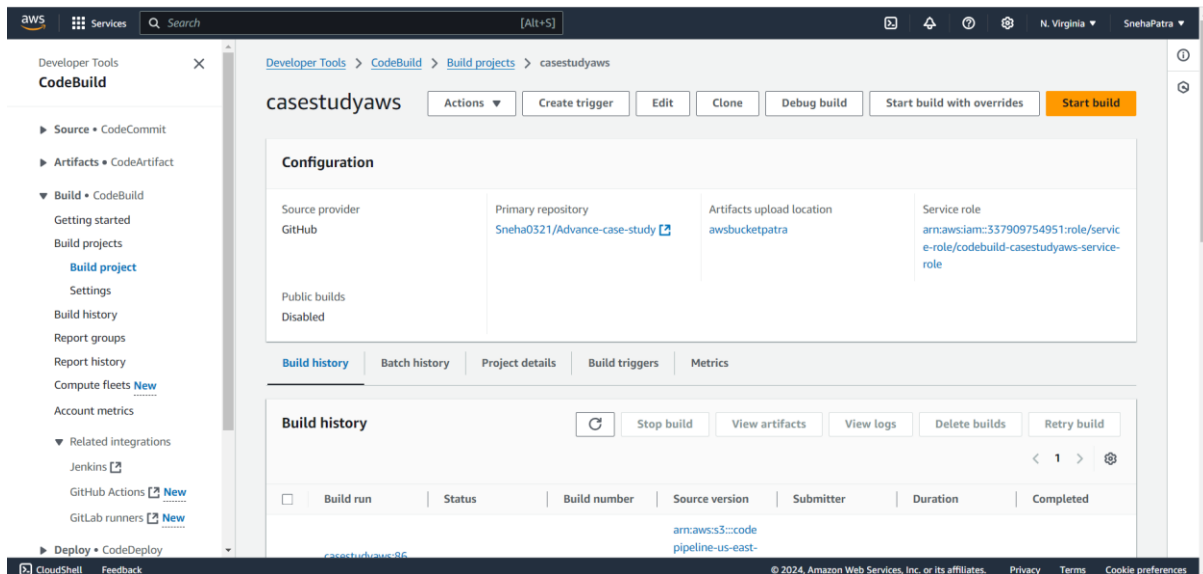 aws
Services
Search
[Alt+S]
N. Virginia ▼
SnehaPatra ▼
Developer Tools
CodeBuild
Source • CodeCommit
Artifacts • CodeArtifact
Build • CodeBuild
Getting started
Build projects
Build project
Settings
Build history
Report groups
Report history
Compute fleets New
Account metrics
Related integrations
Jenkins
GitHub Actions New
GitLab runners New
Deploy • CodeDeploy
Developer Tools > CodeBuild > Build projects > casestudyaws
casestudyaws
Actions ▼
Create trigger
Edit
Clone
Debug build
Start build with overrides
Start build
Configuration
Source provider
GitHub
Primary repository
Sneha0321/Advance-case-study
Artifacts upload location
awsbucketpatra
Service role
arn:aws:iam::337909754951:role/servic
e-role/codebuild-casestudyaws-service-
role
Public builds
Disabled
Build history
Batch history
Project details
Build triggers
Metrics
Build history
Stop build
View artifacts
View logs
Delete builds
Retry build
< 1 >
Build run
Status
Build number
Source version
Submitter
Duration
Completed
casestudyaws:86
arn:aws:s3:::code
pipeline-us-east-
CloudShell
Feedback
© 2024, Amazon Web Services, Inc. or its affiliates.
Privacy
Terms
Cookie preferences